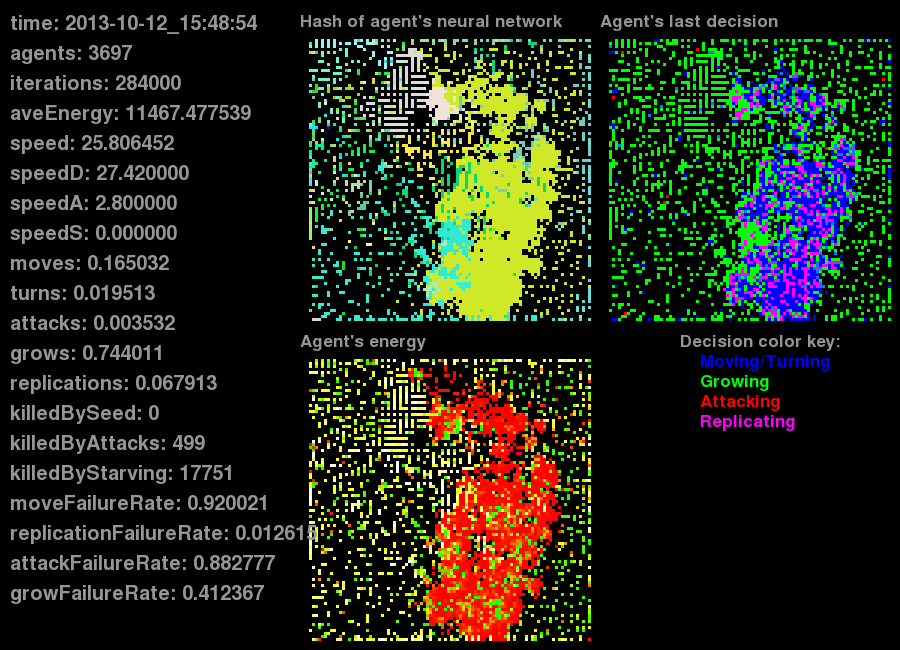 time: 2013-10-12_15:48:54
agents: 3697
iterations: 284000
aveEnergy: 11467.477539
speed: 25.806452
speedD: 27.420000
speedA: 2.800000
speedS: 0.000000
moves: 0.165032
turns: 0.019513
attacks: 0.003532
grows: 0.744011
replications: 0.067913
killedBySeed: 0
killedByAttacks: 499
killedByStarving: 17751
moveFailureRate: 0.920021
replicationFailureRate: 0.012615
attackFailureRate: 0.882777
growFailureRate: 0.412367
Hash of agent's neural network
Agent's last decision
Agent's energy
Decision color key:
Moving/Turning
Growing
Attacking
Replicating